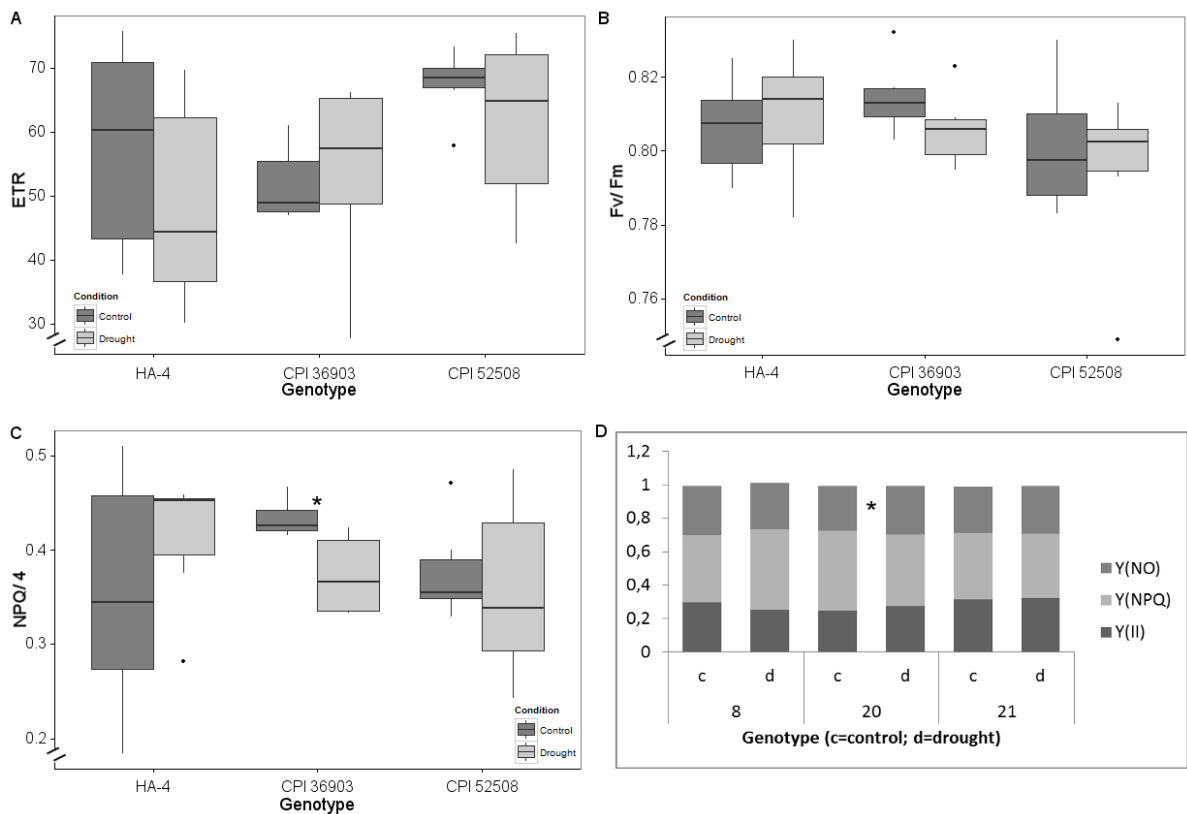 A
ETR
70
60
50
40
30
Condition
Control
Drought
HA-4
CPI 36903
CPI 52508
Genotype
B
Fv/ Fm
0.82
0.80
0.78
0.76
Condition
Control
Drought
HA-4
CPI 36903
CPI 52508
Genotype
C
NPQ/ 4
0.5
0.4
0.3
0.2
*
Condition
Control
Drought
HA-4
CPI 36903
CPI 52508
Genotype
D
1,2
1
0,8
0,6
0,4
0,2
0
*
Y(NO)
Y(NPQ)
Y(II)
c d c d c d
8 20 21
Genotype (c=control; d=drought)